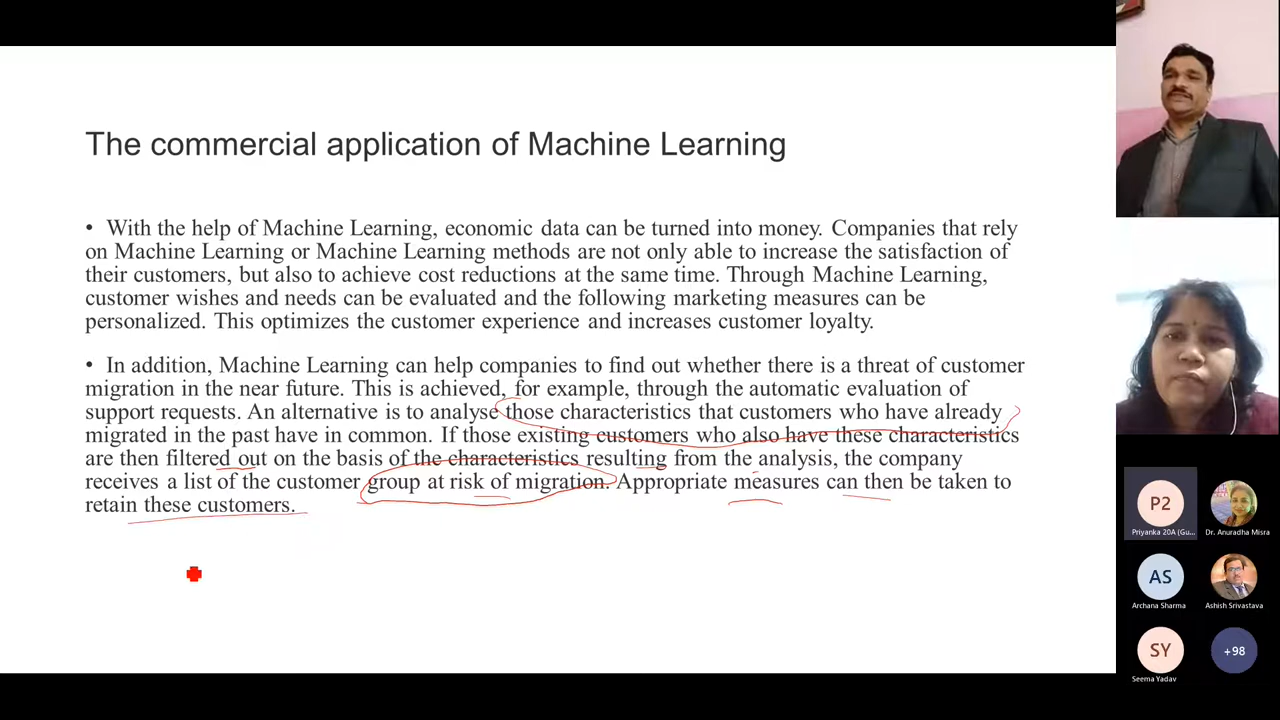 The commercial application of Machine Learning
• With the help of Machine Learning, economic data can be turned into money. Companies that rely
on Machine Learning or Machine Learning methods are not only able to increase the satisfaction of
their customers, but also to achieve cost reductions at the same time. Through Machine Learning,
customer wishes and needs can be evaluated and the following marketing measures can be
personalized. This optimizes the customer experience and increases customer loyalty.
• In addition, Machine Learning can help companies to find out whether there is a threat of customer
migration in the near future. This is achieved, for example, through the automatic evaluation of
support requests. An alternative is to analyse those characteristics that customers who have already
migrated in the past have in common. If those existing customers who also have these characteristics
are then filtered out on the basis of the characteristics resulting from the analysis, the company
receives a list of the customer group at risk of migration. Appropriate measures can then be taken to
retain these customers.
P2
Priyanka 20A (Gu...
Dr. Anuradha Misra
AS
Archana Sharma
Ashish Srivastava
SY
Seema Yadav
+98